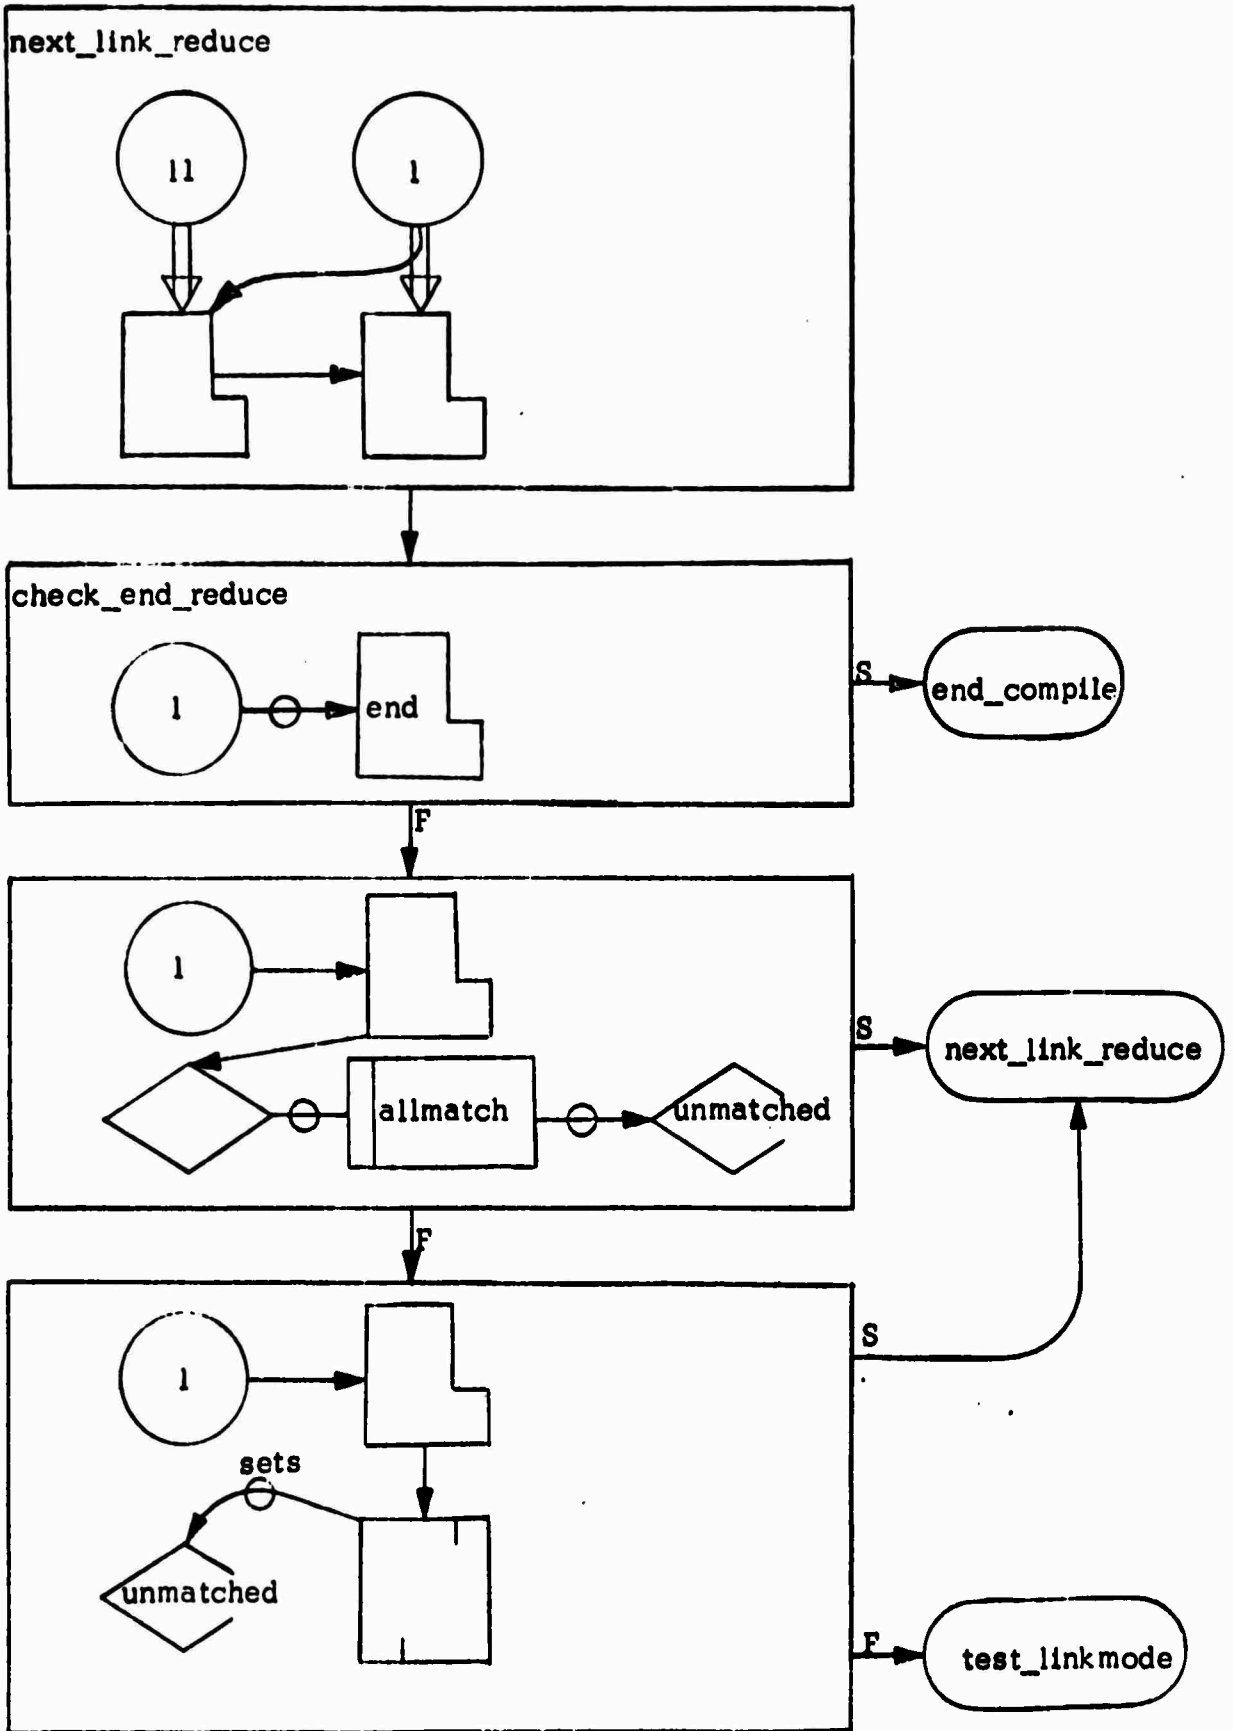 next_link_reduce
11
1
check_end_reduce
1
end
S
end_compile
F
1
S
next_link_reduce
allmatch
unmatched
F
1
S
sets
unmatched
F
test_linkmode